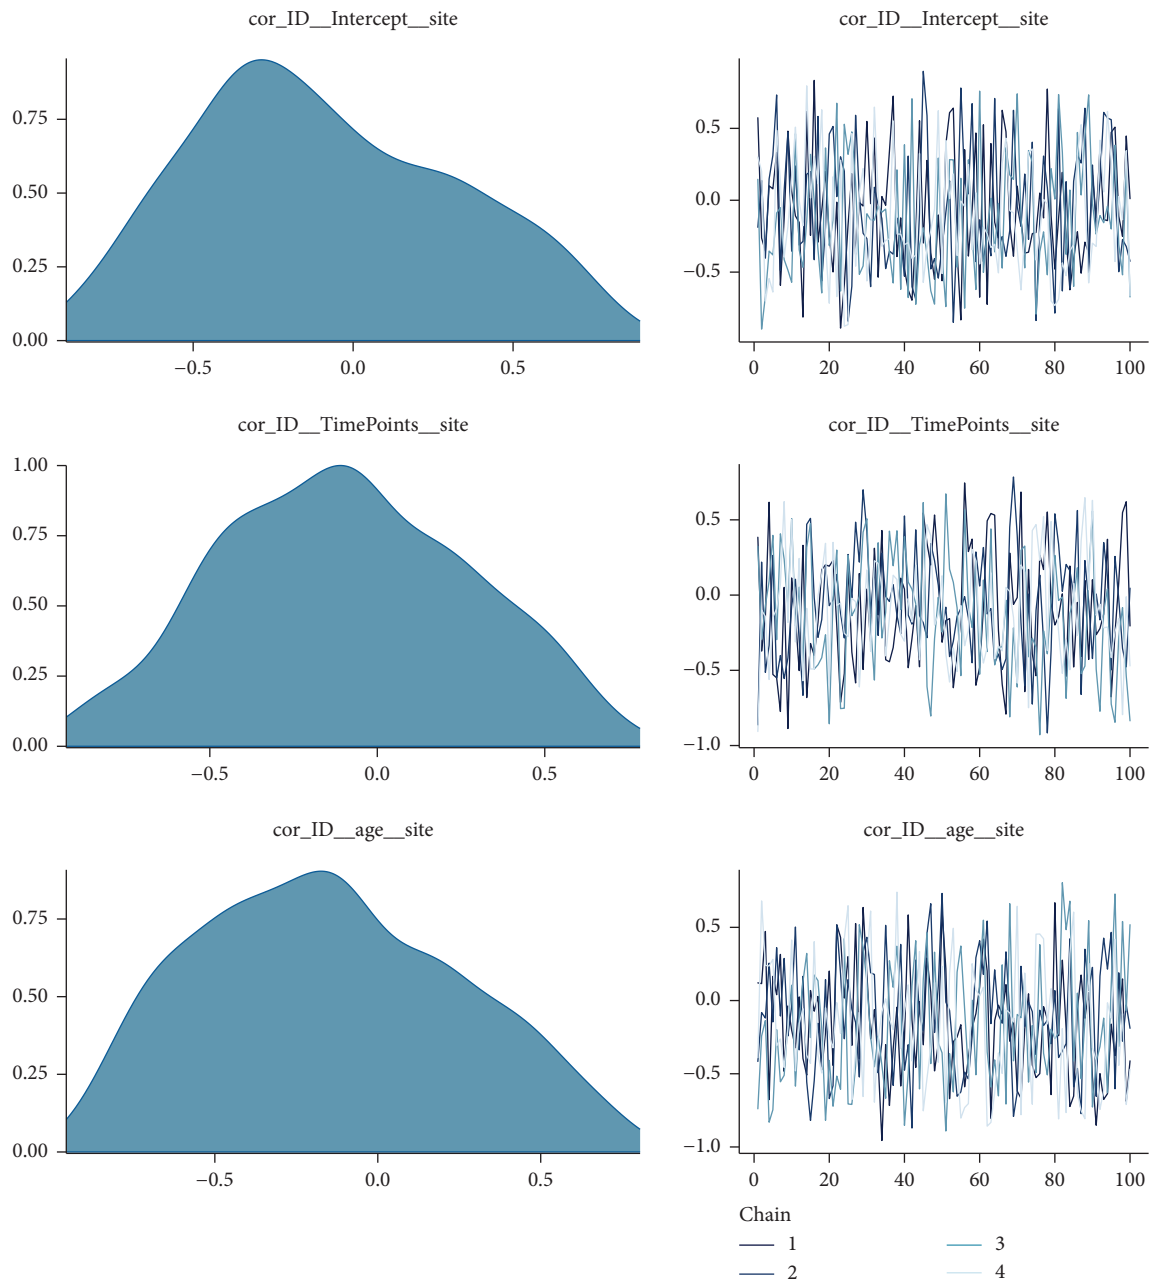 cor_ID__Intercept__site
cor_ID__Intercept__site
0.75
0.50
0.25
0.00
−0.5 0.0 0.5
0.5
0.0
−0.5
0 20 40 60 80 100
cor_ID__TimePoints__site
cor_ID__TimePoints__site
1.00
0.75
0.50
0.25
0.00
−0.5 0.0 0.5
0.5
0.0
−0.5
−1.0
0 20 40 60 80 100
cor_ID__age__site
cor_ID__age__site
0.75
0.50
0.25
0.00
−0.5 0.0 0.5
0.5
0.0
−0.5
−1.0
0 20 40 60 80 100
Chain
1
2
3
4